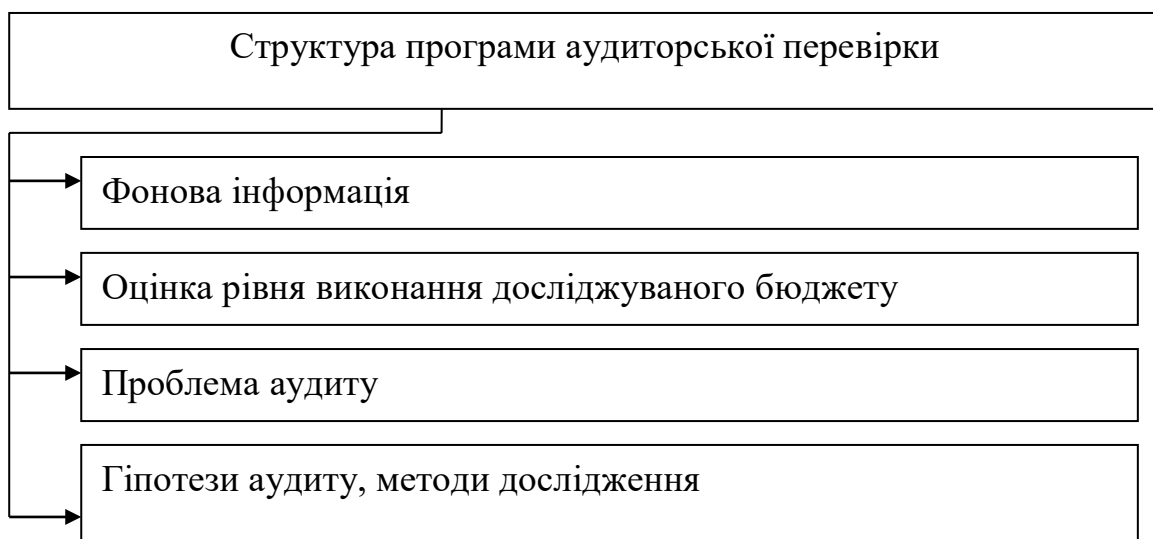 Структура програми аудиторської перевірки
Фонова інформація
Оцінка рівня виконання досліджуваного бюджету
Проблема аудиту
Гіпотези аудиту, методи дослідження